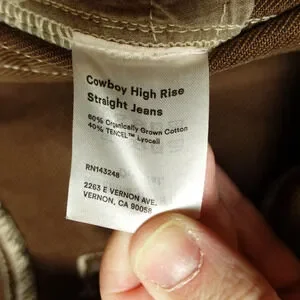 Cowboy High Rise
Straight Jeans
60% Organically Grown Cotton
40% TENCEL™ Lyocell
RN143248
2263 E VERNON AVE.
VERNON, CA 90058